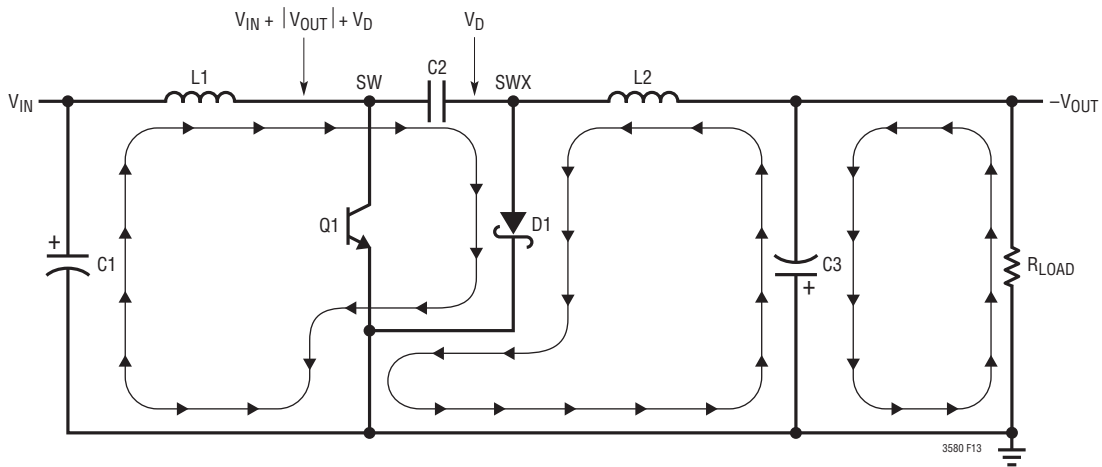 V_IN + |V_OUT| + V_D
V_D
L1
SW
C2
SWX
L2
V_IN
–V_OUT
Q1
D1
+
C1
C3
+
R_LOAD
3580 F13